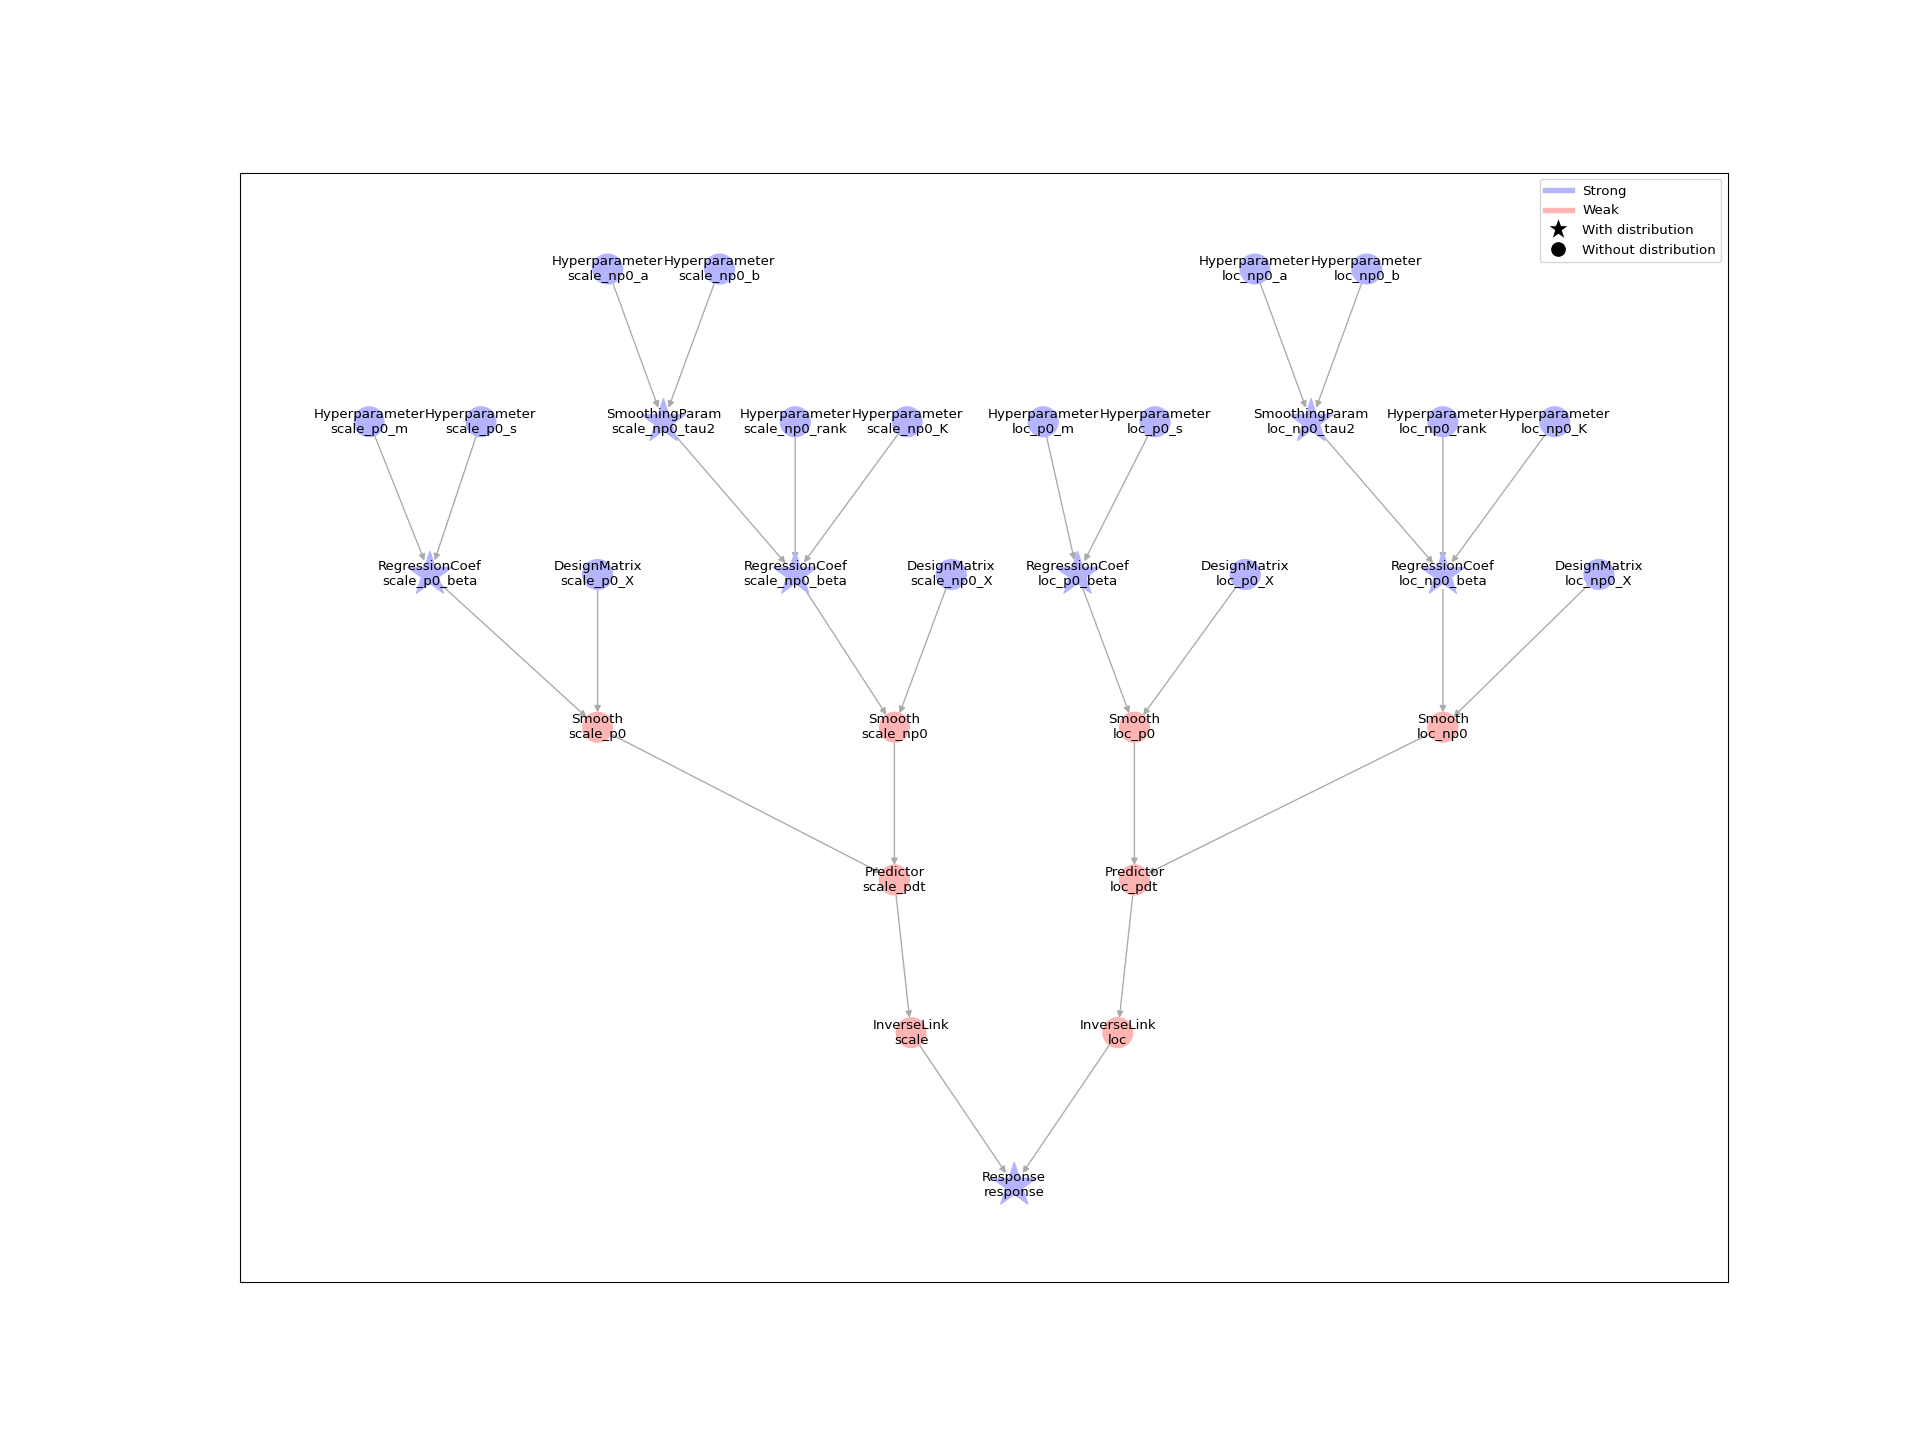 Strong
Weak
With distribution
Without distribution
Hyperparameter
scale_np0_a
Hyperparameter
scale_np0_b
Hyperparameter
loc_np0_a
Hyperparameter
loc_np0_b
Hyperparameter
scale_p0_m
Hyperparameter
scale_p0_s
SmoothingParam
scale_np0_tau2
Hyperparameter
scale_np0_rank
Hyperparameter
scale_np0_K
Hyperparameter
loc_p0_m
Hyperparameter
loc_p0_s
SmoothingParam
loc_np0_tau2
Hyperparameter
loc_np0_rank
Hyperparameter
loc_np0_K
RegressionCoef
scale_p0_beta
DesignMatrix
scale_p0_X
RegressionCoef
scale_np0_beta
DesignMatrix
scale_np0_X
RegressionCoef
loc_p0_beta
DesignMatrix
loc_p0_X
RegressionCoef
loc_np0_beta
DesignMatrix
loc_np0_X
Smooth
scale_p0
Smooth
scale_np0
Smooth
loc_p0
Smooth
loc_np0
Predictor
scale_pdt
Predictor
loc_pdt
InverseLink
scale
InverseLink
loc
Response
response